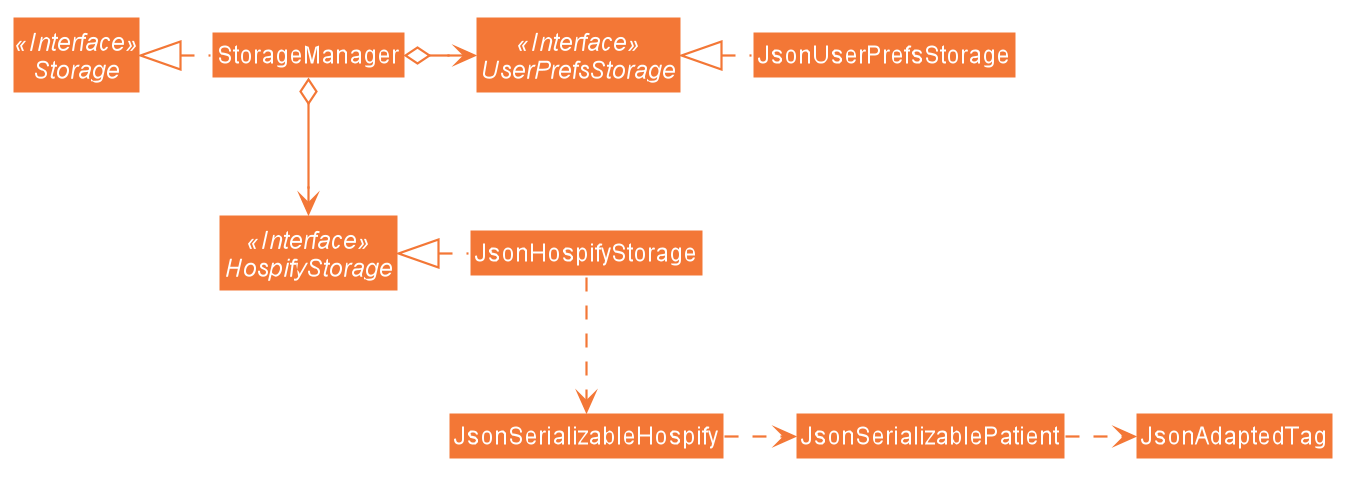 «Interface»
Storage
StorageManager
«Interface»
UserPrefsStorage
JsonUserPrefsStorage
«Interface»
HospifyStorage
JsonHospifyStorage
JsonSerializableHospify
JsonSerializablePatient
JsonAdaptedTag